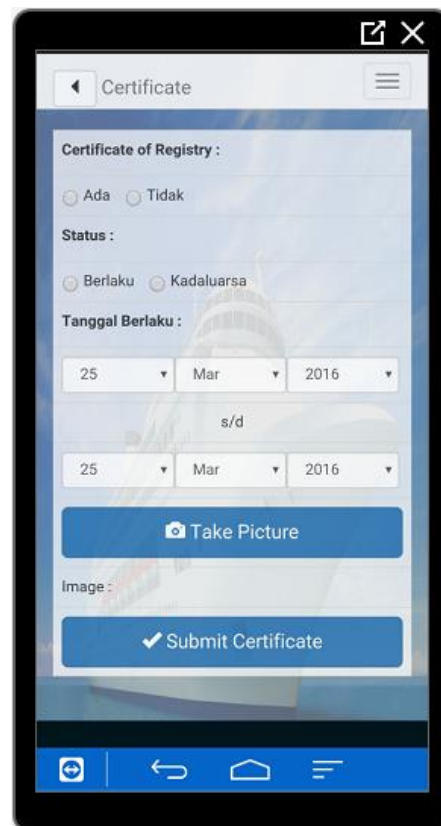 Certificate
Certificate of Registry :
Ada Tidak
Status :
Berlaku Kadaluarsa
Tanggal Berlaku :
25 Mar 2016
s/d
25 Mar 2016
Take Picture
Image :
Submit Certificate